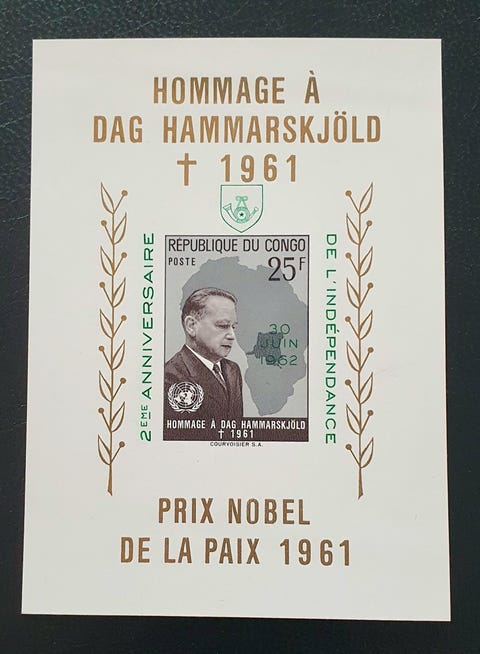 HOMMAGE À
DAG HAMMARSKJÖLD
† 1961
2EME ANNIVERSAIRE
DE L'INDÉPENDANCE
RÉPUBLIQUE DU CONGO
POSTE 25F
30
JUIN
1962
HOMMAGE À DAG HAMMARSKJÖLD
† 1961
COURVOISIER S.A.
PRIX NOBEL
DE LA PAIX 1961